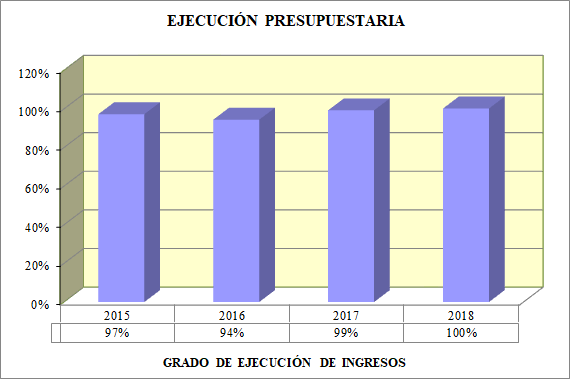 EJECUCIÓN PRESUPUESTARIA
120%
100%
80%
60%
40%
20%
0%
2015 2016 2017 2018
97% 94% 99% 100%
GRADO DE EJECUCIÓN DE INGRESOS